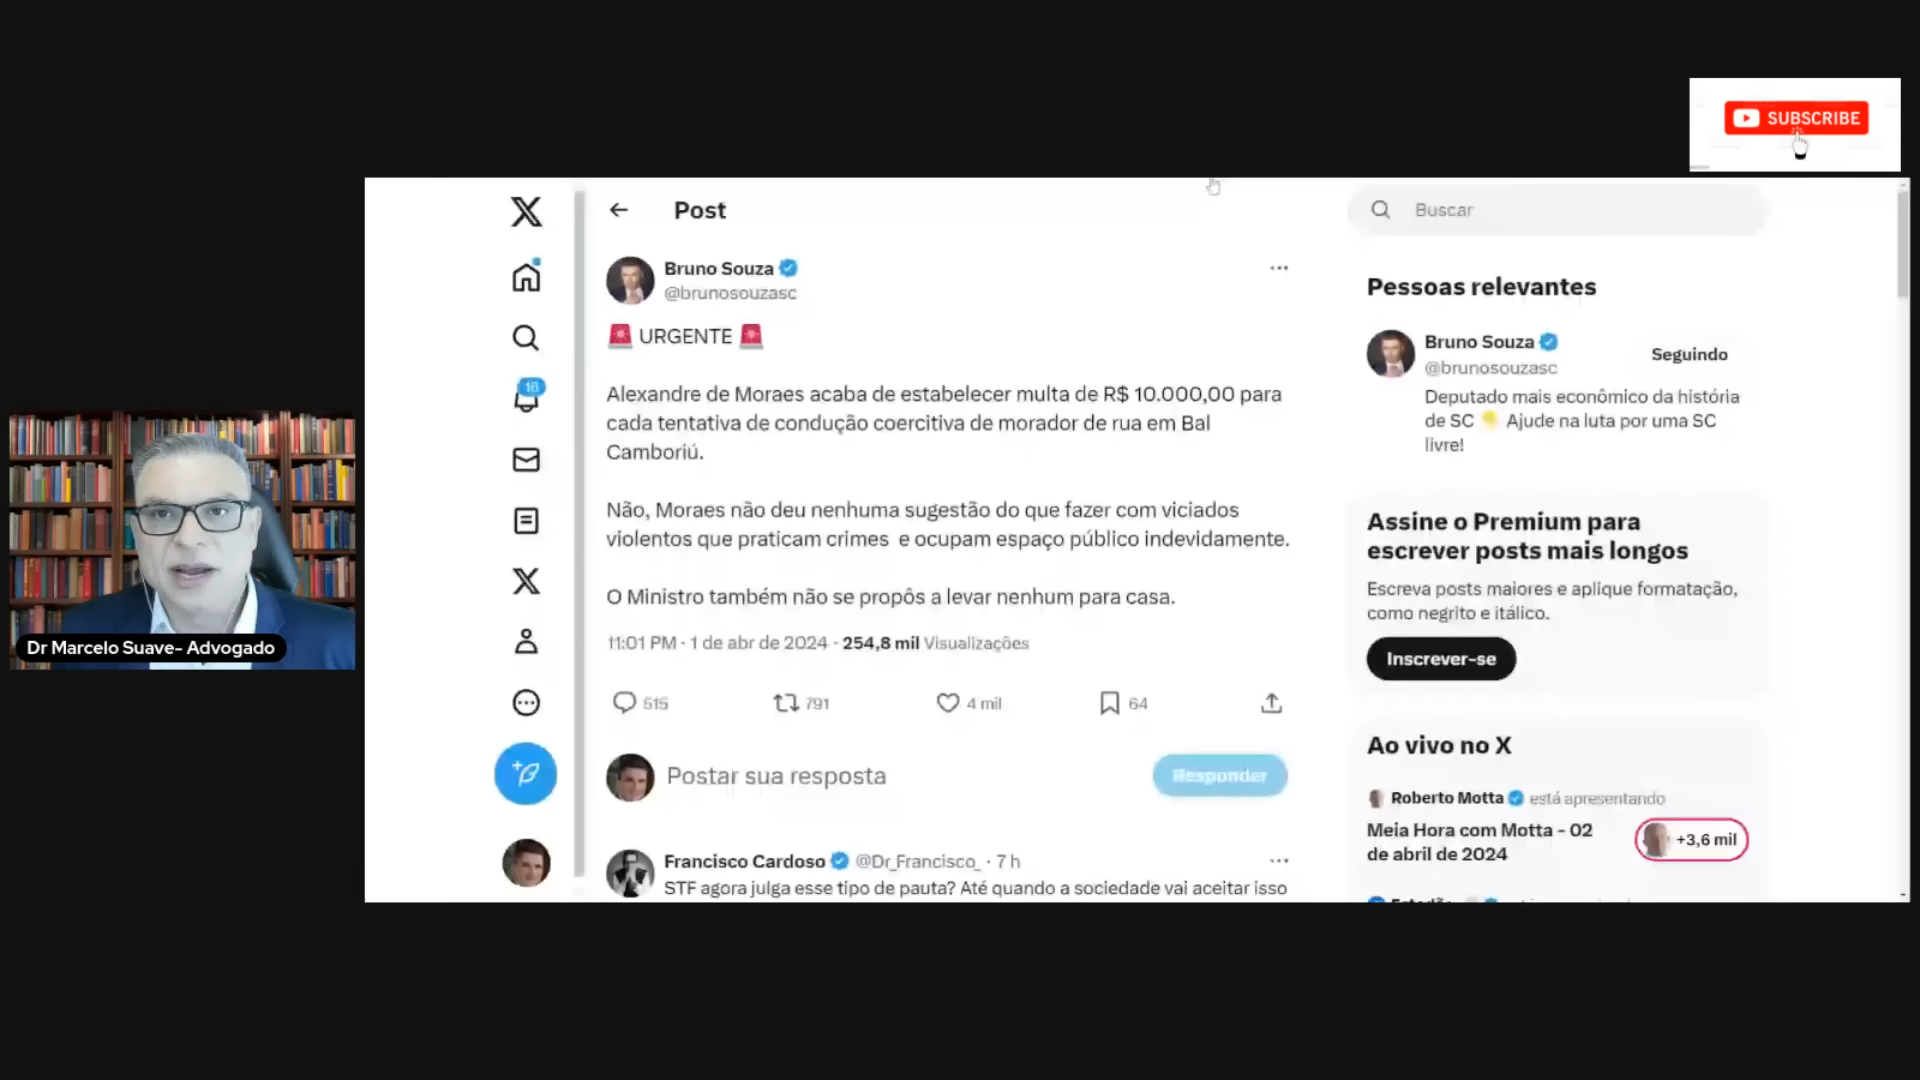 SUBSCRIBE
Post
Buscar
Bruno Souza
@brunosouzasc
URGENTE
Alexandre de Moraes acaba de estabelecer multa de R$ 10.000,00 para
cada tentativa de condução coercitiva de morador de rua em Bal
Camboriú.
Não, Moraes não deu nenhuma sugestão do que fazer com viciados
violentos que praticam crimes e ocupam espaço público indevidamente.
O Ministro também não se propôs a levar nenhum para casa.
11:01 PM · 1 de abr de 2024 · 254,8 mil Visualizações
515 791 4 mil 64
Postar sua resposta
Responder
Francisco Cardoso @Dr_Francisco_ · 7 h
STF agora julga esse tipo de pauta? Até quando a sociedade vai aceitar isso
Pessoas relevantes
Bruno Souza
@brunosouzasc
Seguindo
Deputado mais econômico da história
de SC Ajude na luta por uma SC
livre!
Assine o Premium para
escrever posts mais longos
Escreva posts maiores e aplique formatação,
como negrito e itálico.
Inscrever-se
Ao vivo no X
Roberto Motta está apresentando
Meia Hora com Motta - 02
de abril de 2024
+3,6 mil
Dr Marcelo Suave- Advogado